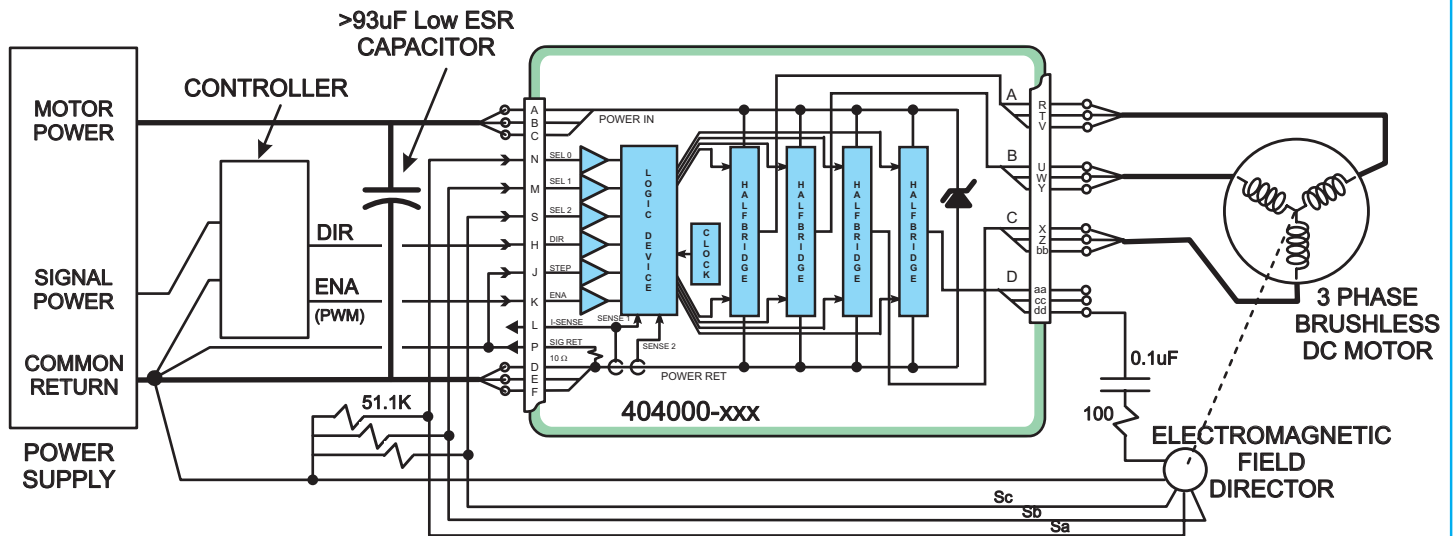 >93uF Low ESR
CAPACITOR
CONTROLLER
MOTOR
POWER
SIGNAL
POWER
COMMON
RETURN
POWER
SUPPLY
DIR
ENA
(PWM)
51.1K
A
B
C
N
M
S
H
J
K
L
P
D
E
F
POWER IN
SEL 0
SEL 1
SEL 2
DIR
STEP
ENA
I-SENSE
SIG RET
10 Ω
SENSE 1
SENSE 2
POWER RET
LOGIC DEVICE
CLOCK
HALFBRIDGE
HALFBRIDGE
HALFBRIDGE
HALFBRIDGE
404000-xxx
A
B
C
D
R
T
V
U
W
Y
X
Z
bb
aa
cc
dd
3 PHASE
BRUSHLESS
DC MOTOR
0.1uF
100
ELECTROMAGNETIC
FIELD
DIRECTOR
Sc
Sb
Sa